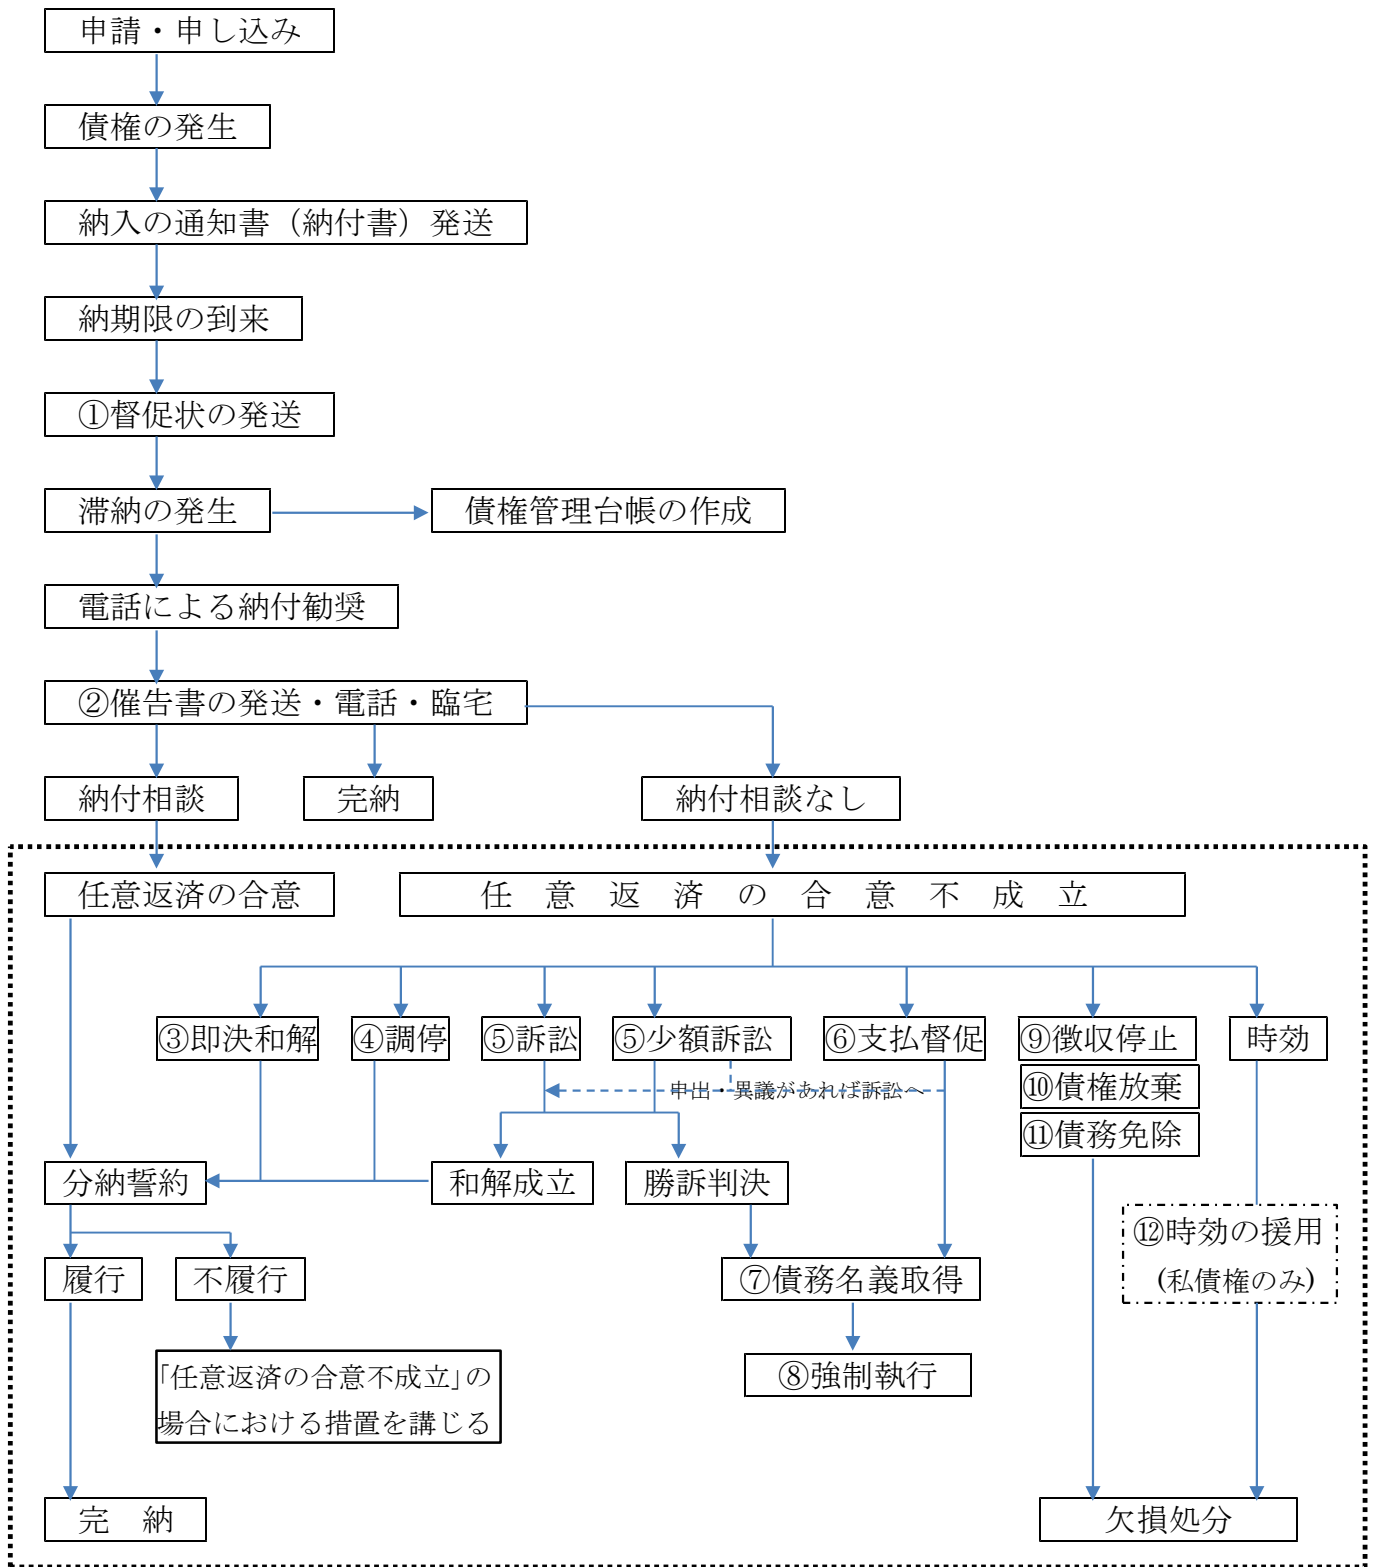 申請・申し込み
債権の発生
納入の通知書（納付書）発送
納期限の到来
①督促状の発送
滞納の発生
債権管理台帳の作成
電話による納付勧奨
②催告書の発送・電話・臨宅
納付相談
完納
納付相談なし
任意返済の合意
任　意　返　済　の　合　意　不　成　立
③即決和解
④調停
⑤訴訟
⑤少額訴訟
⑥支払督促
⑨徴収停止
時効
⑩債権放棄
申出・異議があれば訴訟へ
⑪債務免除
分納誓約
和解成立
勝訴判決
⑫時効の援用
(私債権のみ)
履行
不履行
⑦債務名義取得
｢任意返済の合意不成立｣の
場合における措置を講じる
⑧強制執行
完　納
欠損処分